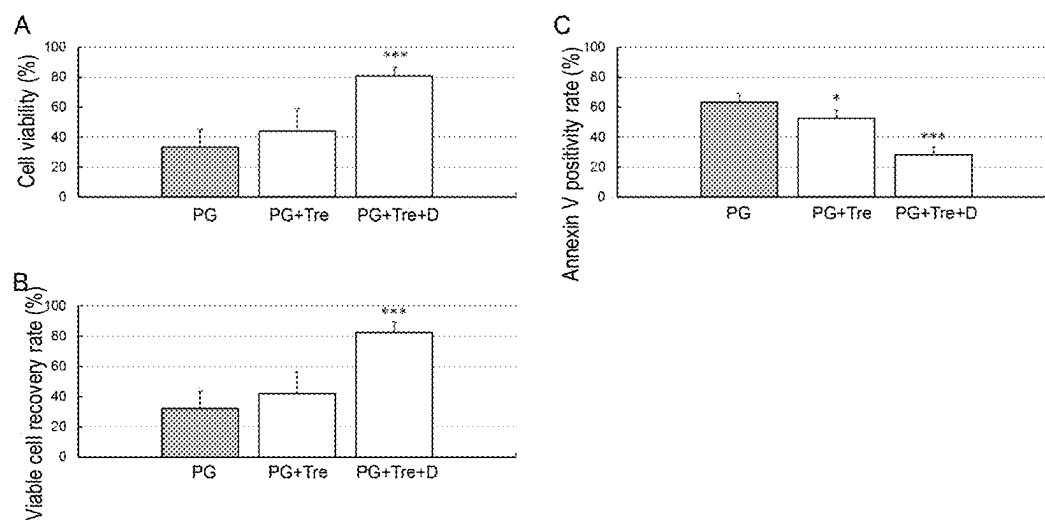 A
Cell viability (%)
100
80
60
40
20
0
***
PG
PG+Tre
PG+Tre+D
B
Viable cell recovery rate (%)
100
80
60
40
20
0
***
PG
PG+Tre
PG+Tre+D
C
Annexin V positivity rate (%)
100
80
60
40
20
0
*
***
PG
PG+Tre
PG+Tre+D